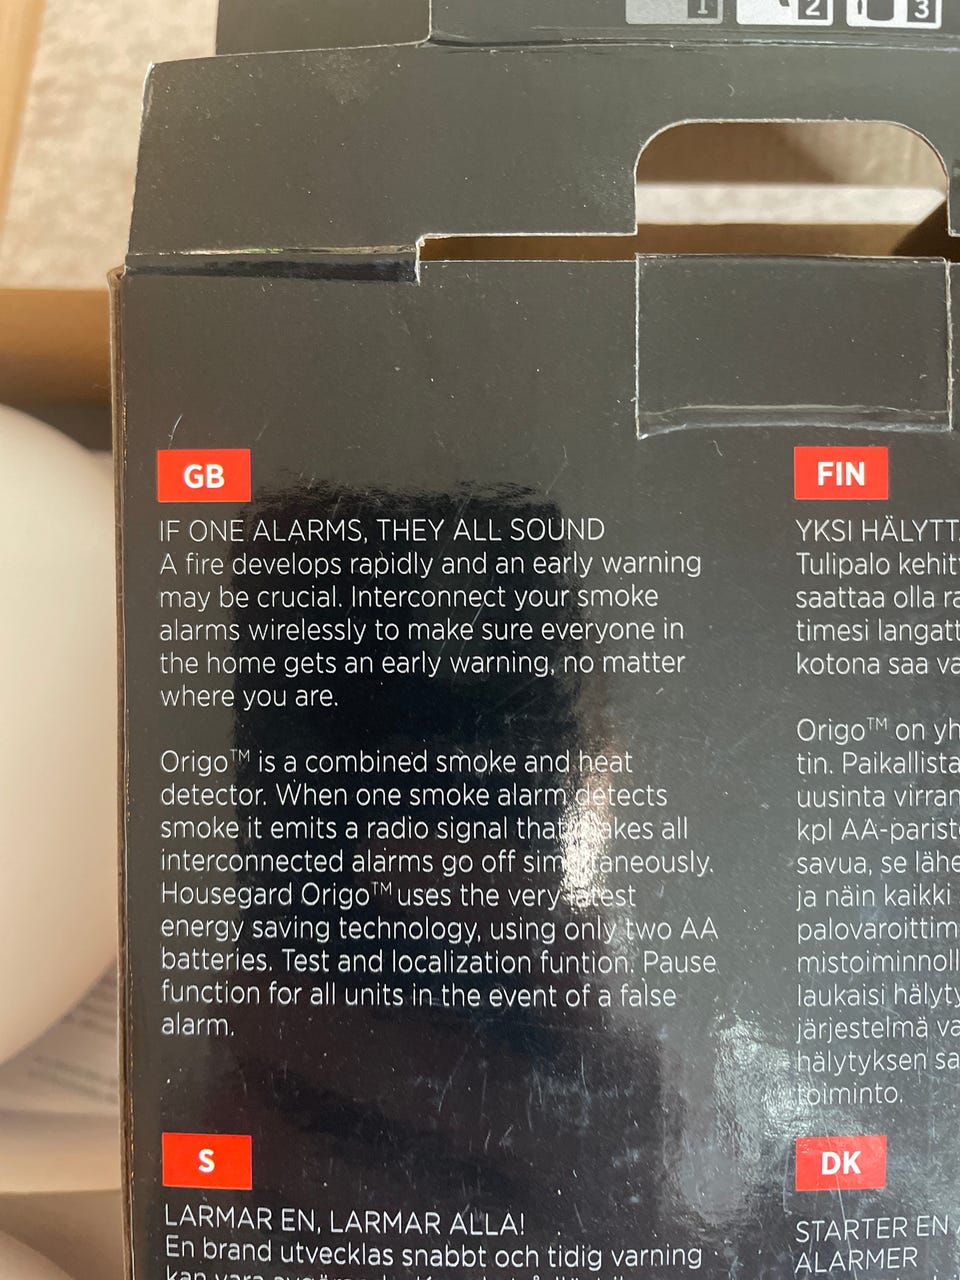 1 2 3
GB
IF ONE ALARMS, THEY ALL SOUND
A fire develops rapidly and an early warning
may be crucial. Interconnect your smoke
alarms wirelessly to make sure everyone in
the home gets an early warning, no matter
where you are.
Origo™ is a combined smoke and heat
detector. When one smoke alarm detects
smoke it emits a radio signal that makes all
interconnected alarms go off simultaneously.
Housegard Origo™ uses the very latest
energy saving technology, using only two AA
batteries. Test and localization funtion. Pause
function for all units in the event of a false
alarm.
FIN
YKSI HÄLYTT
Tulipalo kehit
saattaa olla ra
timesi langatt
kotona saa va
Origo™ on yh
tin. Paikallista
uusinta virran
kpl AA-parist
savua, se lähe
ja näin kaikki
palovaroittim
mistoiminnoll
laukaisi hälyty
järjestelmä va
hälytyksen sa
toiminto.
S
LARMAR EN, LARMAR ALLA!
En brand utvecklas snabbt och tidig varning
DK
STARTER EN
ALARMER